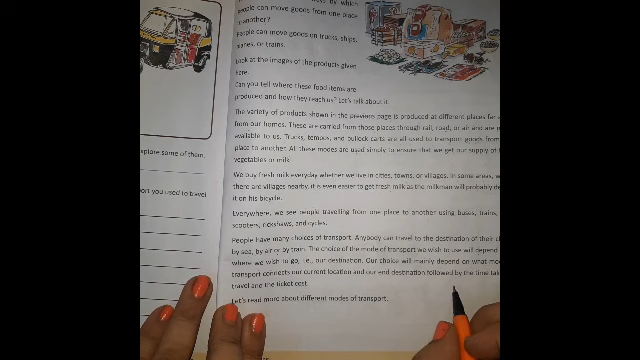 by which
People can move goods from one place
another?
People can move goods on trucks, ships,
planes, or trains.
Look at the images of the products given
here.
Can you tell where these food items are
produced and how they reach us? Let's talk about it.
The variety of products shown in the previous page is produced at different places far
from our homes. These are carried from those places through rail, road, or air and are
available to us. Trucks, tempos, and bullock carts are all used to transport goods from
place to another. All these modes are used simply to ensure that we get our supply of
vegetables or milk.
We buy fresh milk everyday whether we live in cities, towns, or villages. In some areas,
there are villages nearby, it is even easier to get fresh milk as the milkman will probably
it on his bicycle.
Everywhere, we see people travelling from one place to another using buses, trains,
scooters, rickshaws, and cycles.
People have many choices of transport. Anybody can travel to the destination of their
by sea, by air or by train. The choice of the mode of transport we wish to use will depend
where we wish to go, i.e., our destination. Our choice will mainly depend on what
transport connects our current location and our end destination followed by the time
travel and the ticket cost.
Let's read more about different modes of transport.
explore some of them.
you used to travel